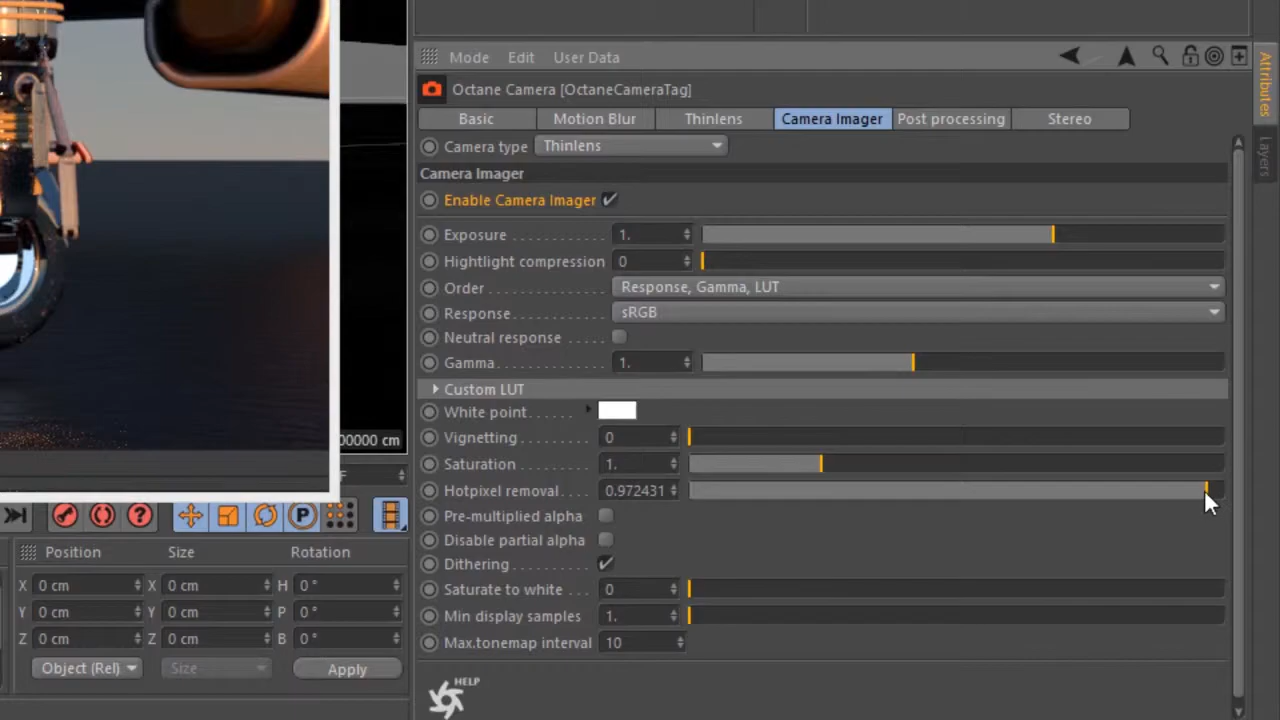 Mode Edit User Data
Attributes
Layers
Octane Camera [OctaneCameraTag]
Basic Motion Blur Thinlens Camera Imager Post processing Stereo
Camera type Thinlens
Camera Imager
Enable Camera Imager
Exposure . . . . . . . . . . . . 1.
Hightlight compression 0
Order . . . . . . . . . . . . . . Response, Gamma, LUT
Response . . . . . . . . . . . sRGB
Neutral response . . . . .
Gamma . . . . . . . . . . . . . 1.
Custom LUT
White point . . . . . .
Vignetting . . . . . . . . 0
Saturation . . . . . . . . 1.
Hotpixel removal . . . . 0.972431
Pre-multiplied alpha
Disable partial alpha
Dithering . . . . . . . . .
Saturate to white . . . 0
Min display samples 1.
Max.tonemap interval 10
HELP
00000 cm
F
P
Position Size Rotation
X 0 cm X 0 cm H 0 °
Y 0 cm Y 0 cm P 0 °
Z 0 cm Z 0 cm B 0 °
Object (Rel) Size Apply